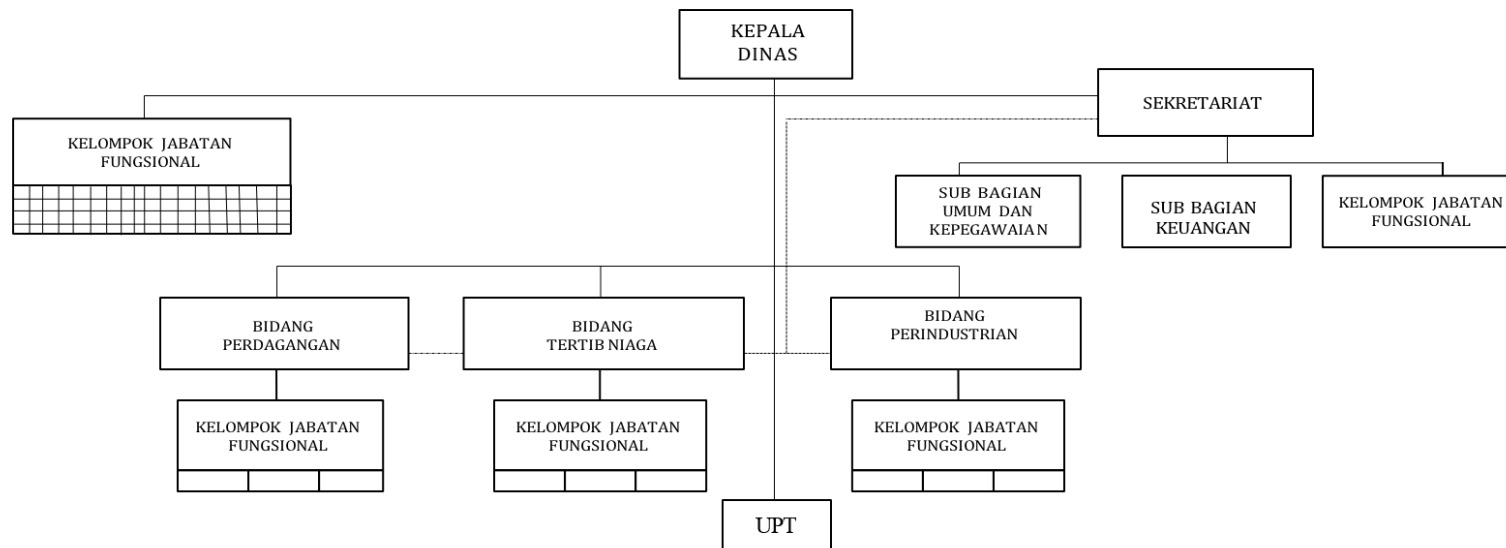 KEPALA
DINAS
SEKRETARIAT
KELOMPOK JABATAN
FUNGSIONAL
SUB BAGIAN
UMUM DAN
KEPEGAWAIAN
SUB BAGIAN
KEUANGAN
KELOMPOK JABATAN
FUNGSIONAL
BIDANG
PERDAGANGAN
BIDANG
TERTIB NIAGA
BIDANG
PERINDUSTRIAN
KELOMPOK JABATAN
FUNGSIONAL
KELOMPOK JABATAN
FUNGSIONAL
KELOMPOK JABATAN
FUNGSIONAL
UPT